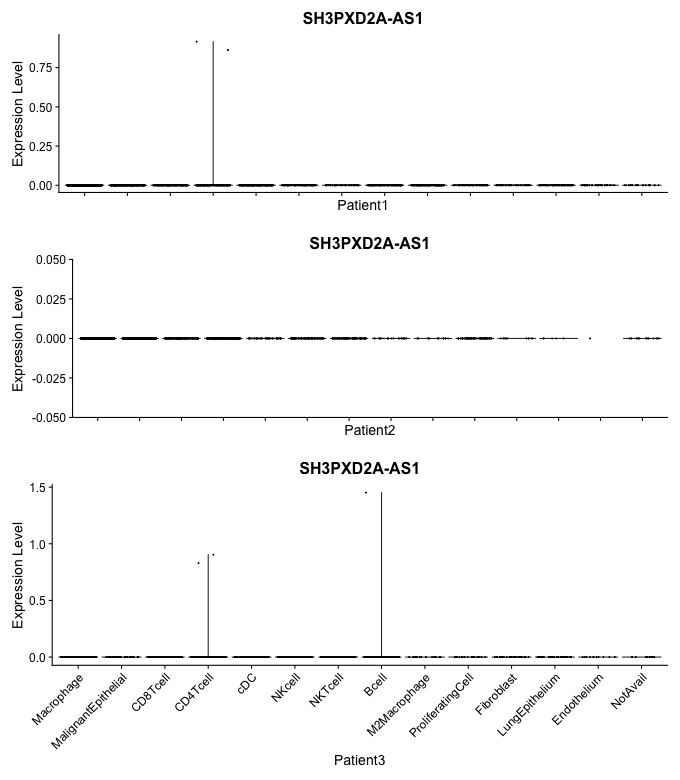 SH3PXD2A-AS1
Expression Level
0.75
0.50
0.25
0.00
Patient1
SH3PXD2A-AS1
Expression Level
0.050
0.025
0.000
-0.025
-0.050
Patient2
SH3PXD2A-AS1
Expression Level
1.5
1.0
0.5
0.0
Macrophage
MalignantEpithelial
CD8Tcell
CD4Tcell
cDC
NKcell
NKTcell
Bcell
M2Macrophage
ProliferatingCell
Fibroblast
LungEpithelium
Endothelium
NotAvail
Patient3